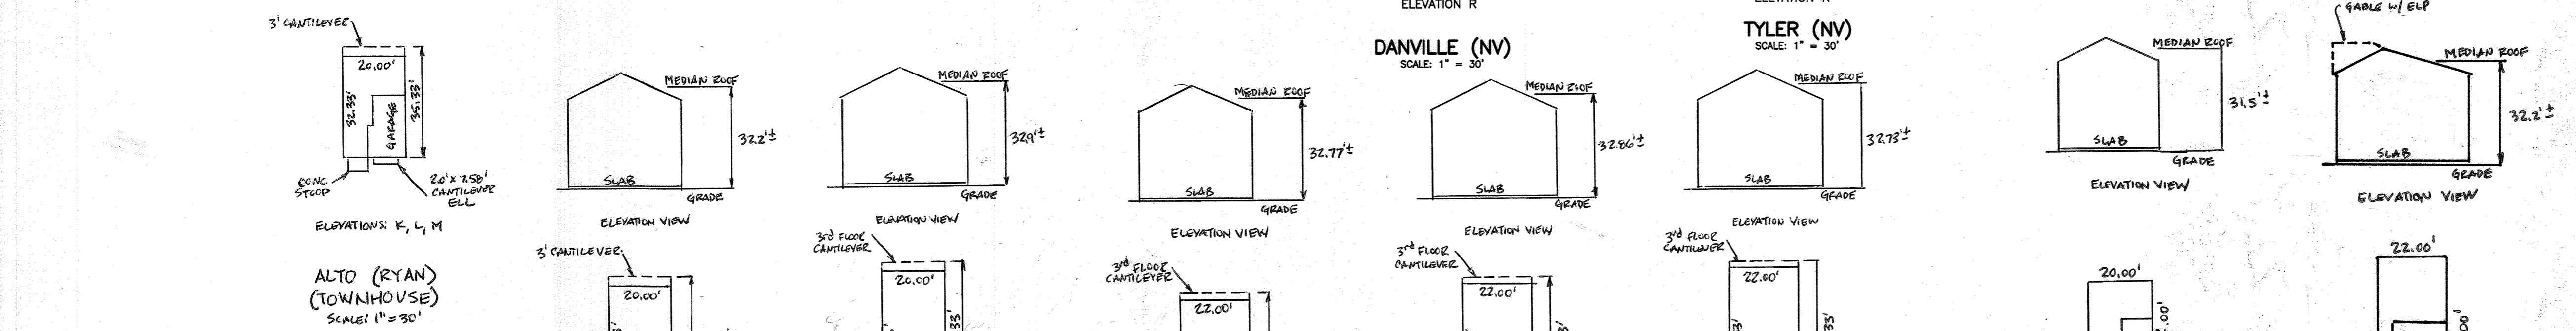 3' CANTILEVER
20.00'
32.33'
GARAGE
35.33'
CONC
STOOP
2.0' X 7.58'
CANTILEVER
ELL
ELEVATIONS: K, L, M
ALTO (RYAN)
(TOWNHOUSE)
SCALE: 1" = 30'
MEDIAN ROOF
32.2'±
SLAB
GRADE
ELEVATION VIEW
3' CANTILEVER
20.00'
MEDIAN ROOF
32.9'±
SLAB
GRADE
ELEVATION VIEW
3rd FLOOR
CANTILEVER
20.00'
33'
MEDIAN ROOF
32.77'±
SLAB
GRADE
ELEVATION VIEW
3rd FLOOR
CANTILEVER
22.00'
ELEVATION R
DANVILLE (NV)
SCALE: 1" = 30'
MEDIAN ROOF
32.86'±
SLAB
GRADE
ELEVATION VIEW
3rd FLOOR
CANTILEVER
22.00'
33'
TYLER (NV)
SCALE: 1" = 30'
MEDIAN ROOF
32.73'±
SLAB
GRADE
ELEVATION VIEW
3rd FLOOR
CANTILEVER
22.00'
33'
MEDIAN ROOF
31.5'±
SLAB
GRADE
ELEVATION VIEW
20.00'
GABLE W/ ELP
MEDIAN ROOF
32.2'±
SLAB
GRADE
ELEVATION VIEW
22.00'